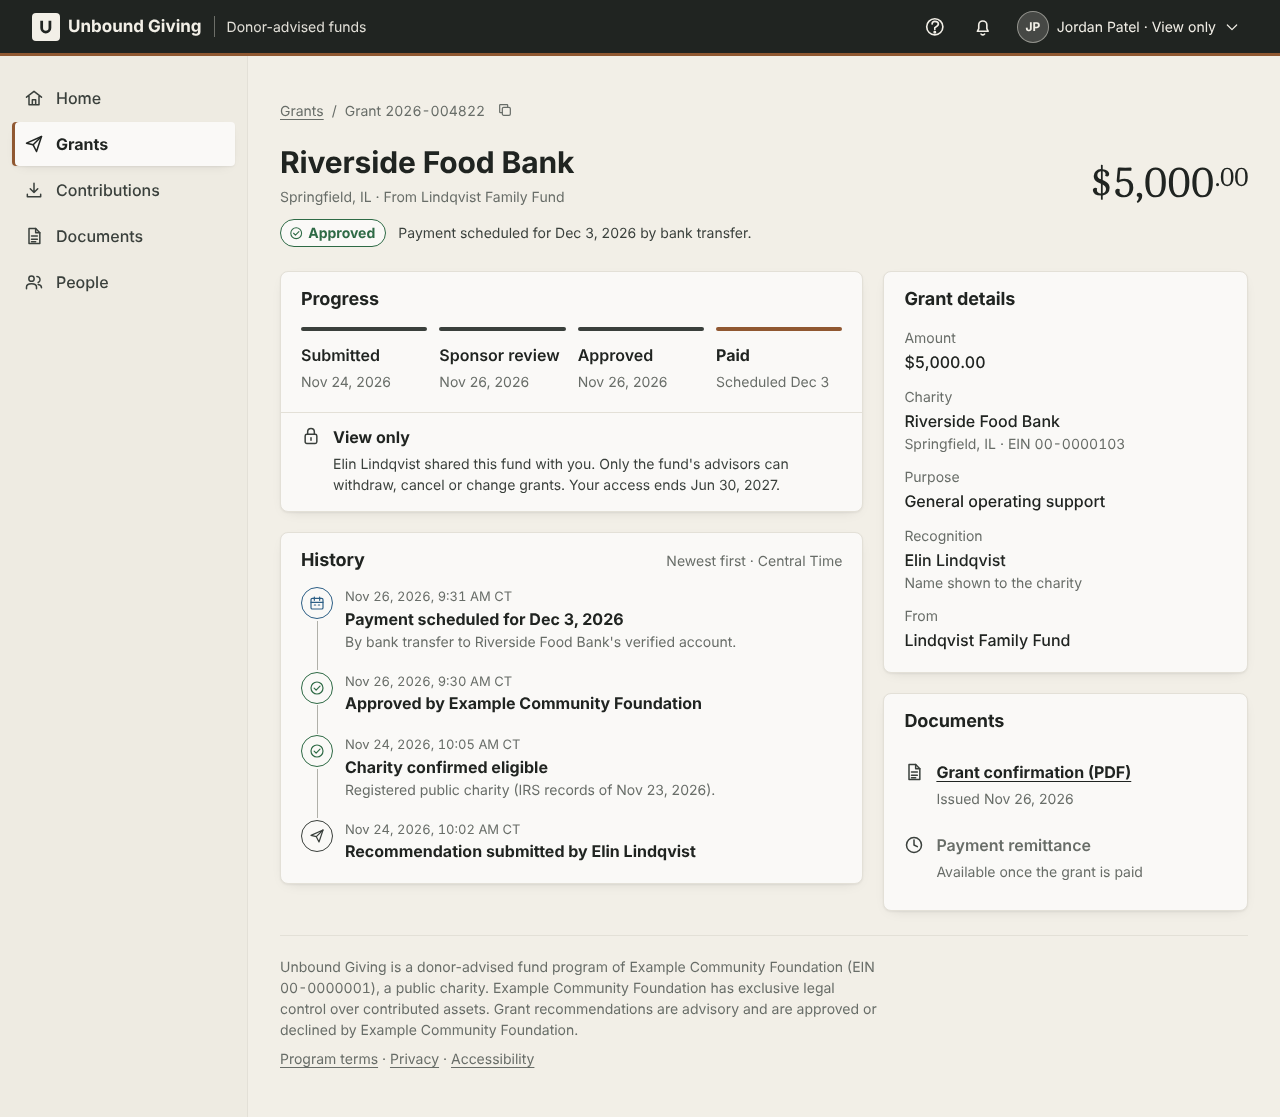 U Unbound Giving Donor-advised funds JP Jordan Patel · View only
Home
Grants
Contributions
Documents
People
Grants / Grant 2026-004822
Riverside Food Bank
Springfield, IL · From Lindqvist Family Fund
$5,000.00
Approved Payment scheduled for Dec 3, 2026 by bank transfer.
Progress
Submitted
Nov 24, 2026
Sponsor review
Nov 26, 2026
Approved
Nov 26, 2026
Paid
Scheduled Dec 3
View only
Elin Lindqvist shared this fund with you. Only the fund's advisors can
withdraw, cancel or change grants. Your access ends Jun 30, 2027.
History
Newest first · Central Time
Nov 26, 2026, 9:31 AM CT
Payment scheduled for Dec 3, 2026
By bank transfer to Riverside Food Bank's verified account.
Nov 26, 2026, 9:30 AM CT
Approved by Example Community Foundation
Nov 24, 2026, 10:05 AM CT
Charity confirmed eligible
Registered public charity (IRS records of Nov 23, 2026).
Nov 24, 2026, 10:02 AM CT
Recommendation submitted by Elin Lindqvist
Grant details
Amount
$5,000.00
Charity
Riverside Food Bank
Springfield, IL · EIN 00-0000103
Purpose
General operating support
Recognition
Elin Lindqvist
Name shown to the charity
From
Lindqvist Family Fund
Documents
Grant confirmation (PDF)
Issued Nov 26, 2026
Payment remittance
Available once the grant is paid
Unbound Giving is a donor-advised fund program of Example Community Foundation (EIN
00-0000001), a public charity. Example Community Foundation has exclusive legal
control over contributed assets. Grant recommendations are advisory and are approved or
declined by Example Community Foundation.
Program terms · Privacy · Accessibility